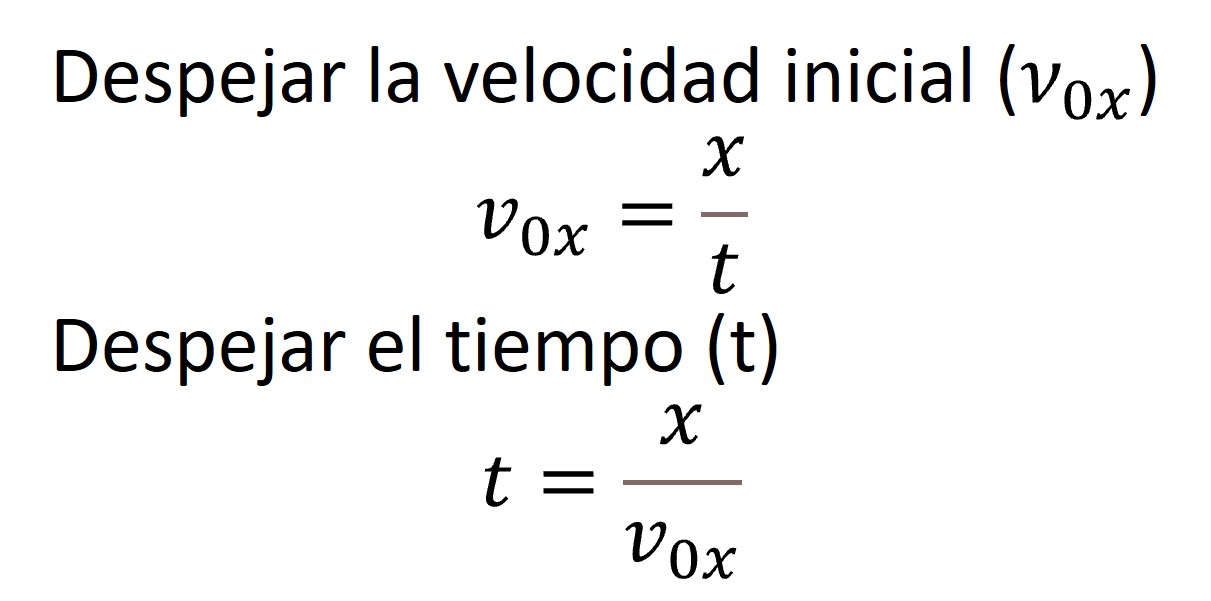 Despejar la velocidad inicial (𝑣₀ₓ)
𝑣₀ₓ = 𝑥/𝑡
Despejar el tiempo (t)
𝑡 = 𝑥/𝑣₀ₓ